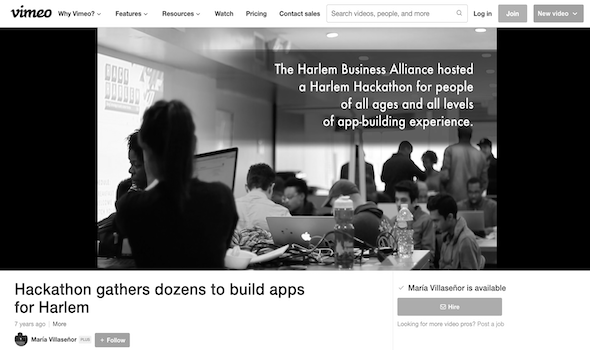 vimeo Why Vimeo? Features Resources Watch Pricing Contact sales Search videos, people, and more Log in Join New video
The Harlem Business Alliance hosted
a Harlem Hackathon for people
of all ages and all levels
of app-building experience.
Hackathon gathers dozens to build apps
for Harlem
7 years ago | More
María Villaseñor PLUS + Follow
María Villaseñor is available
Hire
Looking for more video pros? Post a job